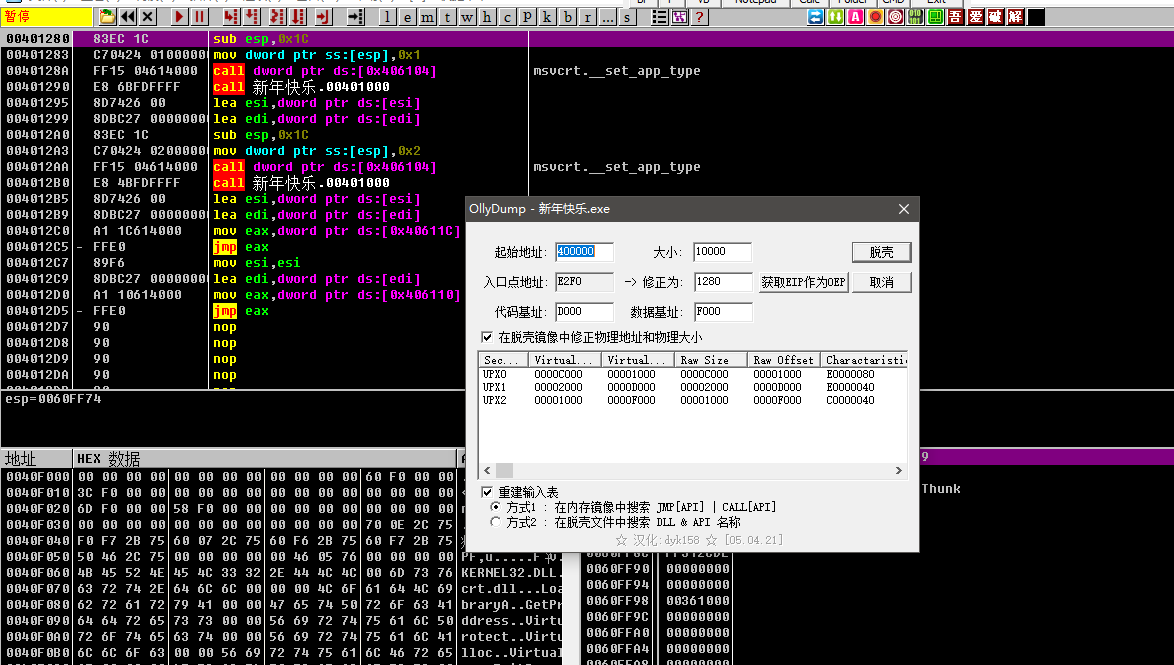 Notepad Calc Folder CMD Exit
暂停
l e m t w h c p k b r ... s ? A 吾 爱 破 解
00401280 83EC 1C sub esp,0x1C
00401283 C70424 0100000 mov dword ptr ss:[esp],0x1
0040128A FF15 04614000 call dword ptr ds:[0x406104] msvcrt.__set_app_type
00401290 E8 6BFDFFFF call 新年快乐.00401000
00401295 8D7426 00 lea esi,dword ptr ds:[esi]
00401299 8DBC27 0000000 lea edi,dword ptr ds:[edi]
004012A0 83EC 1C sub esp,0x1C
004012A3 C70424 0200000 mov dword ptr ss:[esp],0x2
004012AA FF15 04614000 call dword ptr ds:[0x406104] msvcrt.__set_app_type
004012B0 E8 4BFDFFFF call 新年快乐.00401000
004012B5 8D7426 00 lea esi,dword ptr ds:[esi]
004012B9 8DBC27 0000000 lea edi,dword ptr ds:[edi]
004012C0 A1 1C614000 mov eax,dword ptr ds:[0x40611C]
004012C5 - FFE0 jmp eax
004012C7 89F6 mov esi,esi
004012C9 8DBC27 0000000 lea edi,dword ptr ds:[edi]
004012D0 A1 10614000 mov eax,dword ptr ds:[0x406110]
004012D5 - FFE0 jmp eax
004012D7 90 nop
004012D8 90 nop
004012D9 90 nop
004012DA 90 nop
esp=0060FF74
OllyDump - 新年快乐.exe
起始地址: 400000 大小: 10000 脱壳
入口点地址: E2F0 -> 修正为: 1280 获取EIP作为OEP 取消
代码基址: D000 数据基址: F000
在脱壳镜像中修正物理地址和物理大小
Sec... Virtual... Virtual... Raw Size Raw Offset Charactaristic
UPX0 0000C000 00001000 0000C000 00001000 E0000080
UPX1 00002000 0000D000 00002000 0000D000 E0000040
UPX2 00001000 0000F000 00001000 0000F000 C0000040
重建输入表
方式1 : 在内存镜像中搜索 JMP[API] | CALL[API]
方式2 : 在脱壳文件中搜索 DLL & API 名称
☆ 汉化:dyk158 ☆ [05.04.21]
地址 HEX 数据
0040F000 00 00 00 00 00 00 00 00 00 00 00 00 60 F0 00 00
0040F010 3C F0 00 00 00 00 00 00 00 00 00 00 00 00 00 00
0040F020 6D F0 00 00 58 F0 00 00 00 00 00 00 00 00 00 00
0040F030 00 00 00 00 00 00 00 00 00 00 00 00 70 0E 2C 75
0040F040 F0 F7 2B 75 60 07 2C 75 60 F6 2B 75 60 F7 2B 75
0040F050 50 46 2C 75 00 00 00 00 00 46 05 76 00 00 00 00
0040F060 4B 45 52 4E 45 4C 33 32 2E 44 4C 4C 00 6D 73 76 KERNEL32.DLL.
0040F070 63 72 74 2E 64 6C 6C 00 00 00 4C 6F 61 64 4C 69 crt.dll...Loa
0040F080 62 72 61 72 79 41 00 00 47 65 74 50 72 6F 63 41 braryA..GetPr
0040F090 64 64 72 65 73 73 00 00 56 69 72 74 75 61 6C 50 ddress..Virtu
0040F0A0 72 6F 74 65 63 74 00 00 56 69 72 74 75 61 6C 41 rotect..Virtu
0040F0B0 6C 6C 6F 63 00 00 56 69 72 74 75 61 6C 46 72 65 lloc..Virtual
9
Thunk
0060FF90 00000000
0060FF94 00000000
0060FF98 00361000
0060FF9C 00000000
0060FFA0 00000000
0060FFA4 00000000